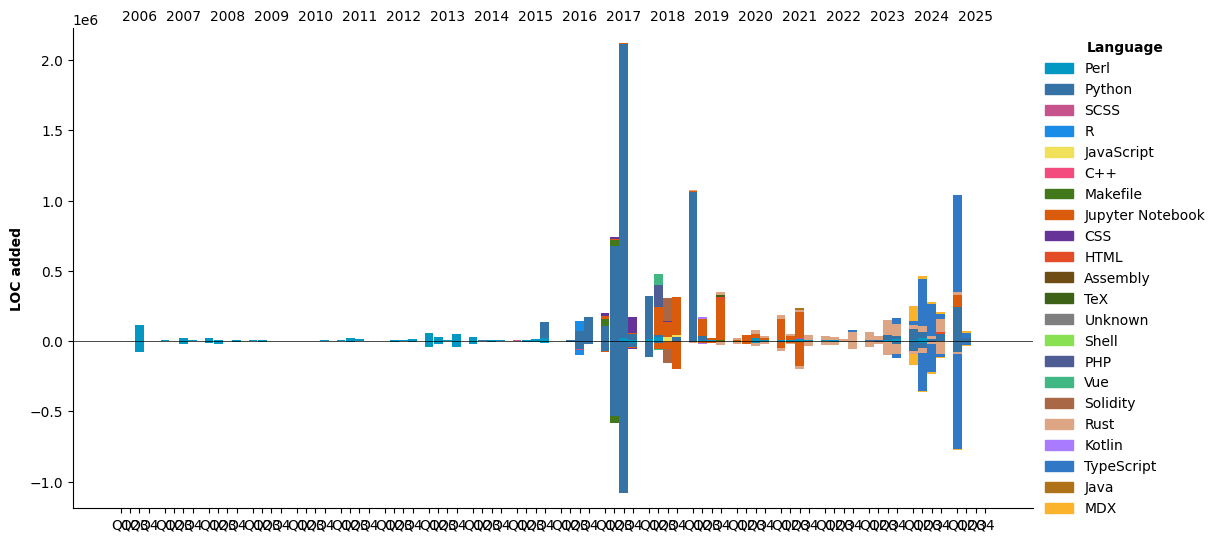 2006 2007 2008 2009 2010 2011 2012 2013 2014 2015 2016 2017 2018 2019 2020 2021 2022 2023 2024 2025
1e6
2.0
1.5
1.0
0.5
0.0
−0.5
−1.0
LOC added
Language
Perl
Python
SCSS
R
JavaScript
C++
Makefile
Jupyter Notebook
CSS
HTML
Assembly
TeX
Unknown
Shell
PHP
Vue
Solidity
Rust
Kotlin
TypeScript
Java
MDX